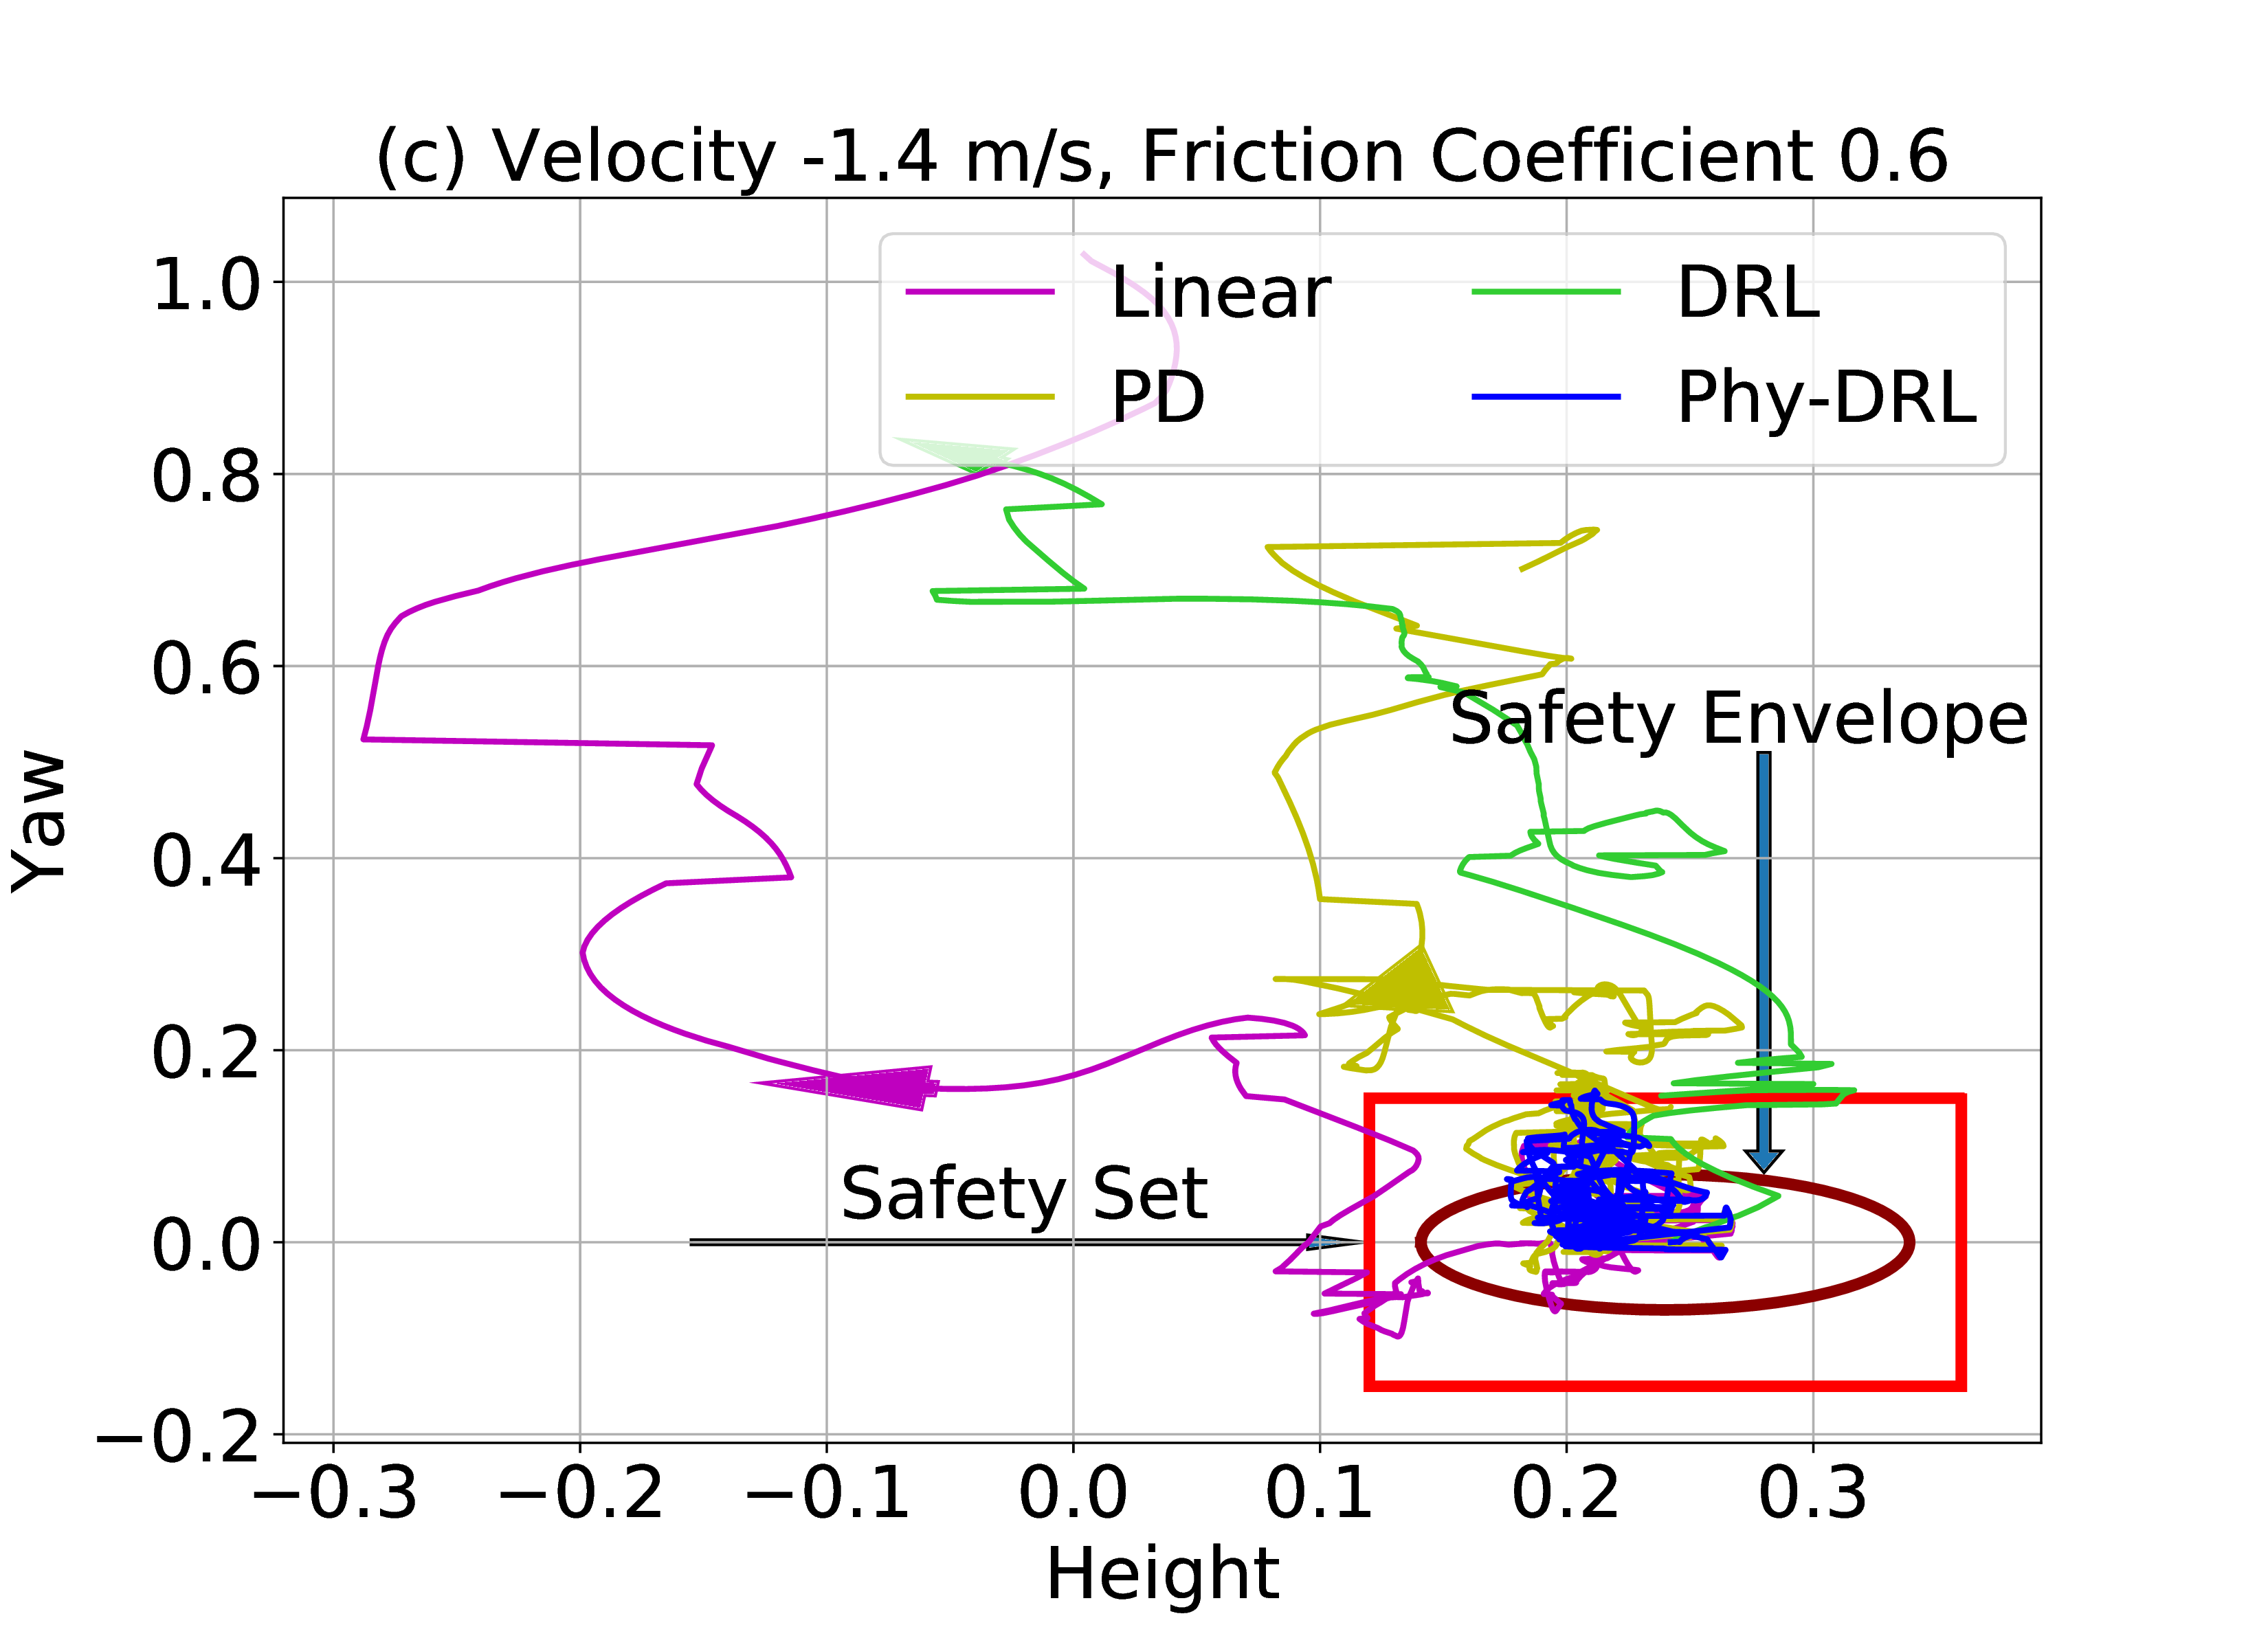 (c) Velocity -1.4 m/s, Friction Coefficient 0.6
Linear
PD
DRL
Phy-DRL
1.0
0.8
0.6
0.4
0.2
0.0
−0.2
Yaw
Safety Envelope
Safety Set
−0.3
−0.2
−0.1
0.0
0.1
0.2
0.3
Height